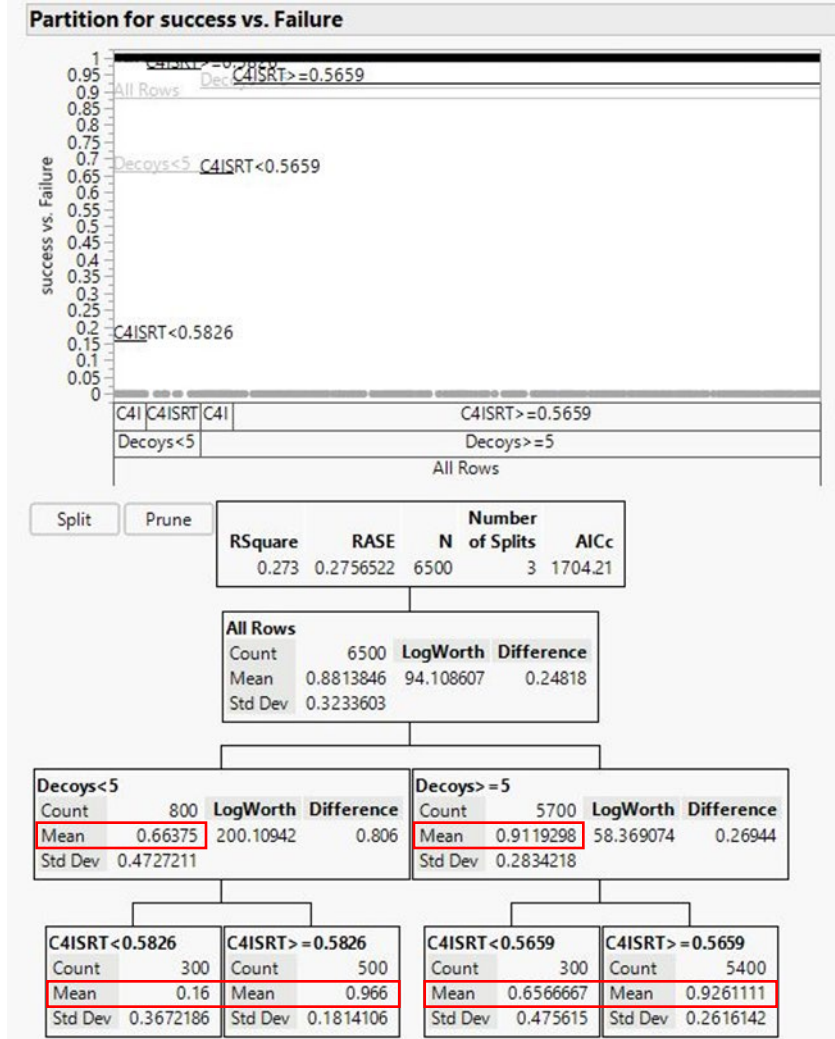 Partition for success vs. Failure
1
0.95
0.9
0.85
0.8
0.75
0.7
0.65
0.6
0.55
0.5
0.45
0.4
0.35
0.3
0.25
0.2
0.15
0.1
0.05
0
success vs. Failure
C4ISRT>=0.5826
C4ISRT>=0.5659
All Rows
Decoys<5
C4ISRT<0.5659
C4ISRT<0.5826
C4I C4ISRT C4I C4ISRT>=0.5659
Decoys<5 Decoys>=5
All Rows
Split Prune
Number
RSquare RASE N of Splits AICc
0.273 0.2756522 6500 3 1704.21
All Rows
Count 6500 LogWorth Difference
Mean 0.8813846 94.108607 0.24818
Std Dev 0.3233603
Decoys<5
Count 800 LogWorth Difference
Mean 0.66375 200.10942 0.806
Std Dev 0.4727211
Decoys>=5
Count 5700 LogWorth Difference
Mean 0.9119298 58.369074 0.26944
Std Dev 0.2834218
C4ISRT<0.5826
Count 300
Mean 0.16
Std Dev 0.3672186
C4ISRT>=0.5826
Count 500
Mean 0.966
Std Dev 0.1814106
C4ISRT<0.5659
Count 300
Mean 0.6566667
Std Dev 0.475615
C4ISRT>=0.5659
Count 5400
Mean 0.9261111
Std Dev 0.2616142